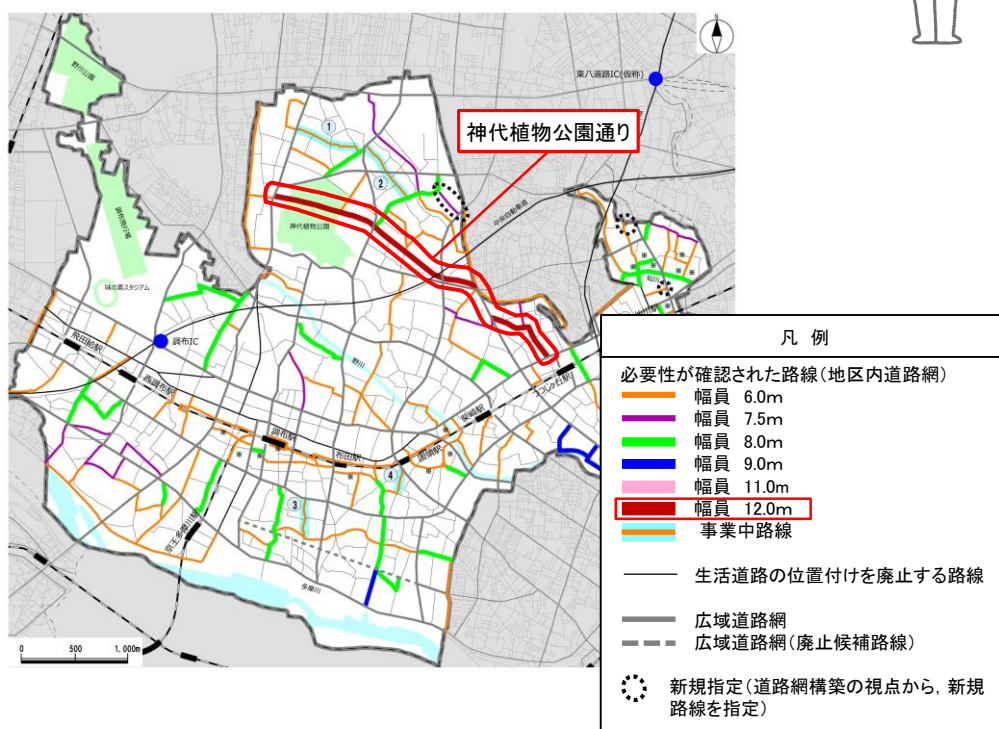 野川公園
東八道路IC(仮称)
神代植物公園通り
①
②
中央自動車道
調布飛行場
神代植物公園
味の素スタジアム
仙川
調布IC
飛田給駅
西調布駅
野川
つつじヶ丘駅
柴崎駅
調布駅
布田駅
国領駅
④
③
京王多摩川駅
多摩川
0 500 1,000m
凡 例
必要性が確認された路線(地区内道路網)
幅員 6.0m
幅員 7.5m
幅員 8.0m
幅員 9.0m
幅員 11.0m
幅員 12.0m
事業中路線
生活道路の位置付けを廃止する路線
広域道路網
広域道路網(廃止候補路線)
新規指定(道路網構築の視点から,新規
路線を指定)